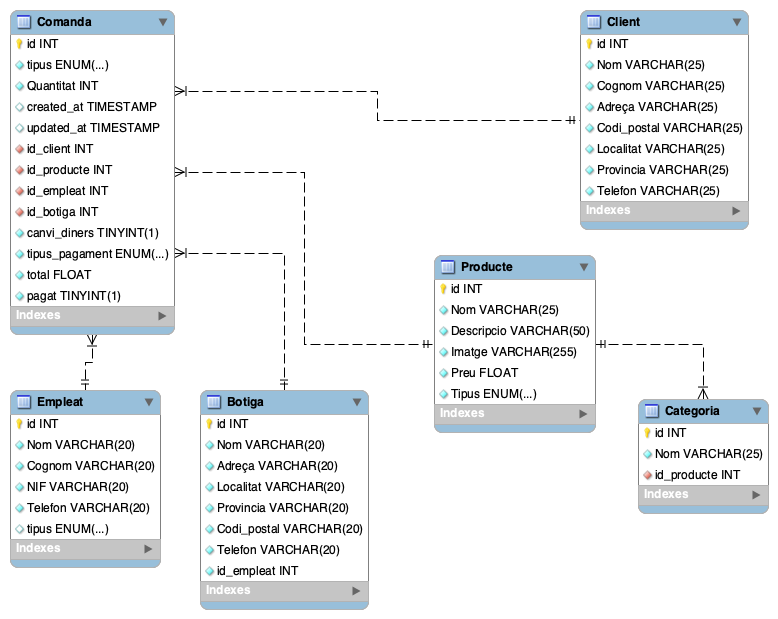 Comanda
id INT
tipus ENUM(...)
Quantitat INT
created_at TIMESTAMP
updated_at TIMESTAMP
id_client INT
id_producte INT
id_empleat INT
id_botiga INT
canvi_diners TINYINT(1)
tipus_pagament ENUM(...)
total FLOAT
pagat TINYINT(1)
Indexes
Client
id INT
Nom VARCHAR(25)
Cognom VARCHAR(25)
Adreça VARCHAR(25)
Codi_postal VARCHAR(25)
Localitat VARCHAR(25)
Provincia VARCHAR(25)
Telefon VARCHAR(25)
Indexes
Producte
id INT
Nom VARCHAR(25)
Descripcio VARCHAR(50)
Imatge VARCHAR(255)
Preu FLOAT
Tipus ENUM(...)
Indexes
Categoria
id INT
Nom VARCHAR(25)
id_producte INT
Indexes
Empleat
id INT
Nom VARCHAR(20)
Cognom VARCHAR(20)
NIF VARCHAR(20)
Telefon VARCHAR(20)
tipus ENUM(...)
Indexes
Botiga
id INT
Nom VARCHAR(20)
Adreça VARCHAR(20)
Localitat VARCHAR(20)
Provincia VARCHAR(20)
Codi_postal VARCHAR(20)
Telefon VARCHAR(20)
id_empleat INT
Indexes